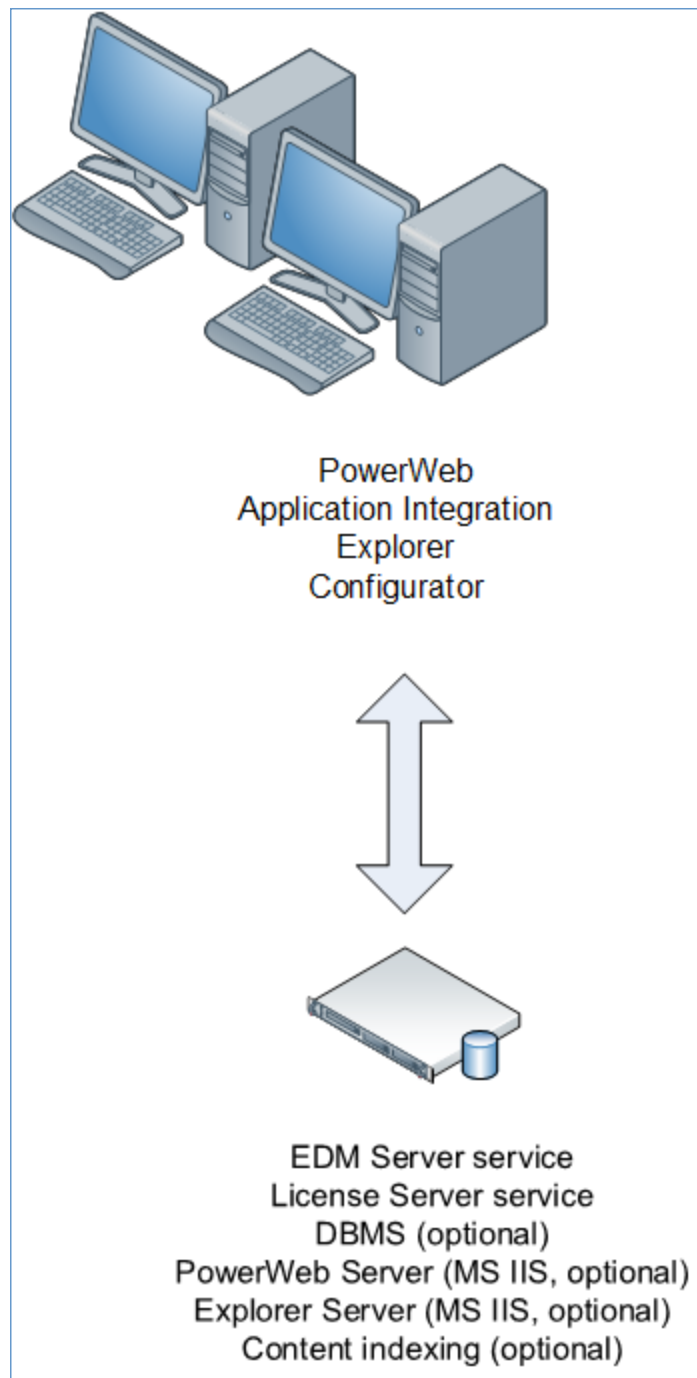 PowerWeb
Application Integration
Explorer
Configurator
EDM Server service
License Server service
DBMS (optional)
PowerWeb Server (MS IIS, optional)
Explorer Server (MS IIS, optional)
Content indexing (optional)